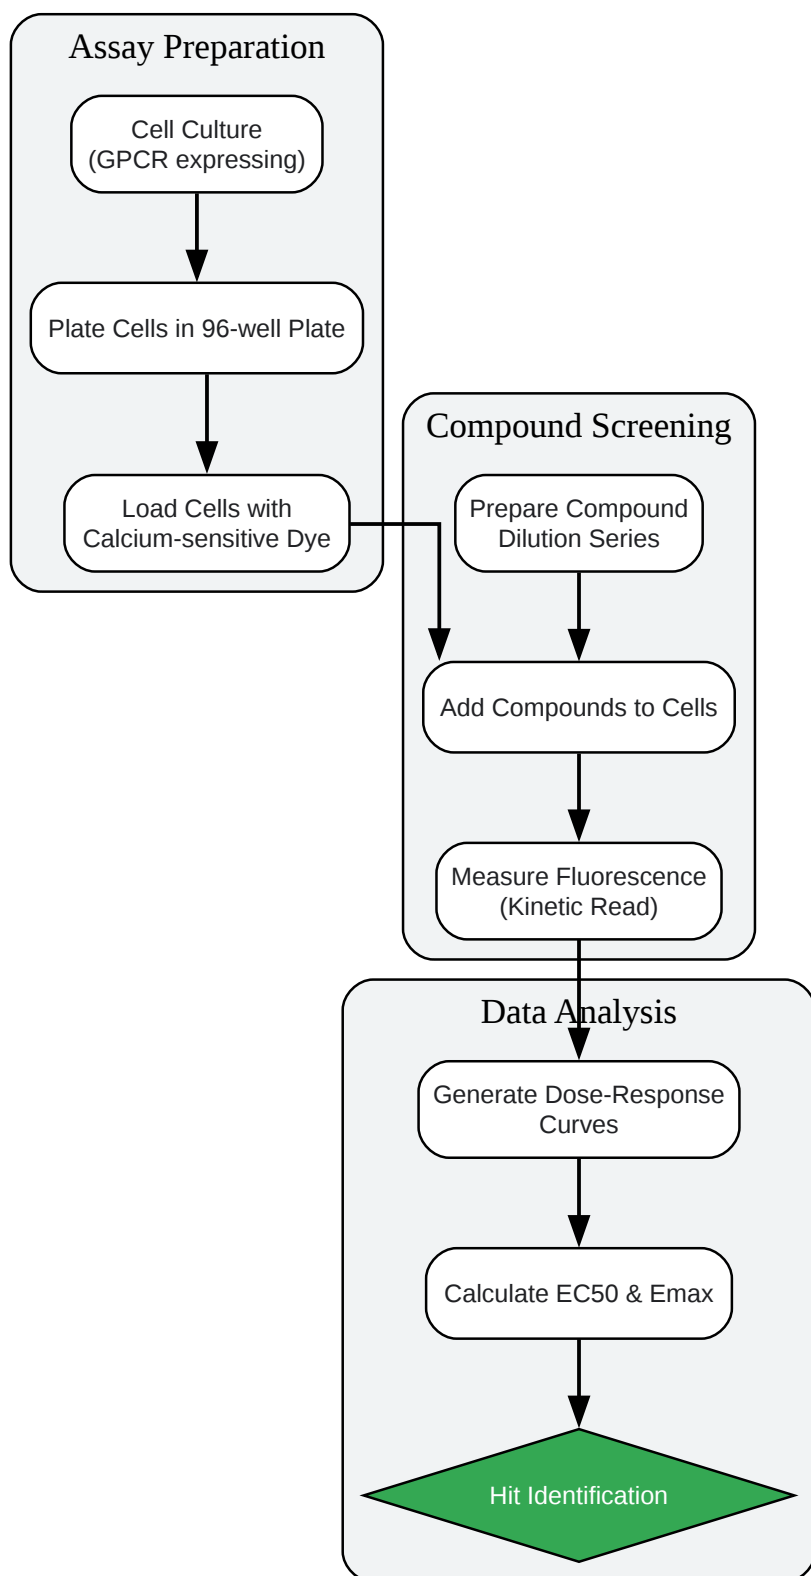 Assay Preparation
Cell Culture
(GPCR expressing)
Plate Cells in 96-well Plate
Load Cells with
Calcium-sensitive Dye
Compound Screening
Prepare Compound
Dilution Series
Add Compounds to Cells
Measure Fluorescence
(Kinetic Read)
Data Analysis
Generate Dose-Response
Curves
Calculate EC50 & Emax
Hit Identification